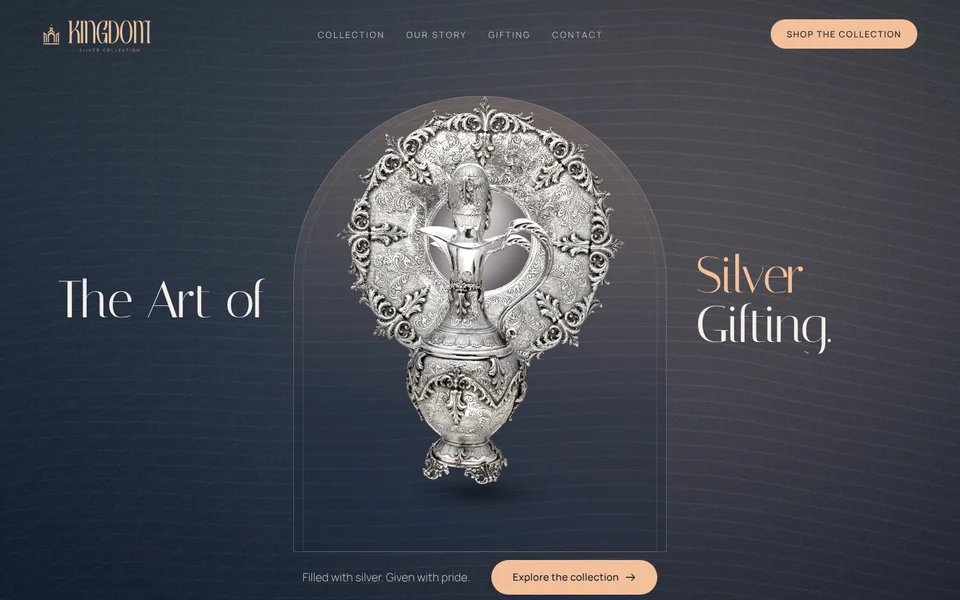 KINGDOM
SILVER COLLECTION
COLLECTION
OUR STORY
GIFTING
CONTACT
SHOP THE COLLECTION
The Art of
Silver
Gifting.
Filled with silver. Given with pride.
Explore the collection →